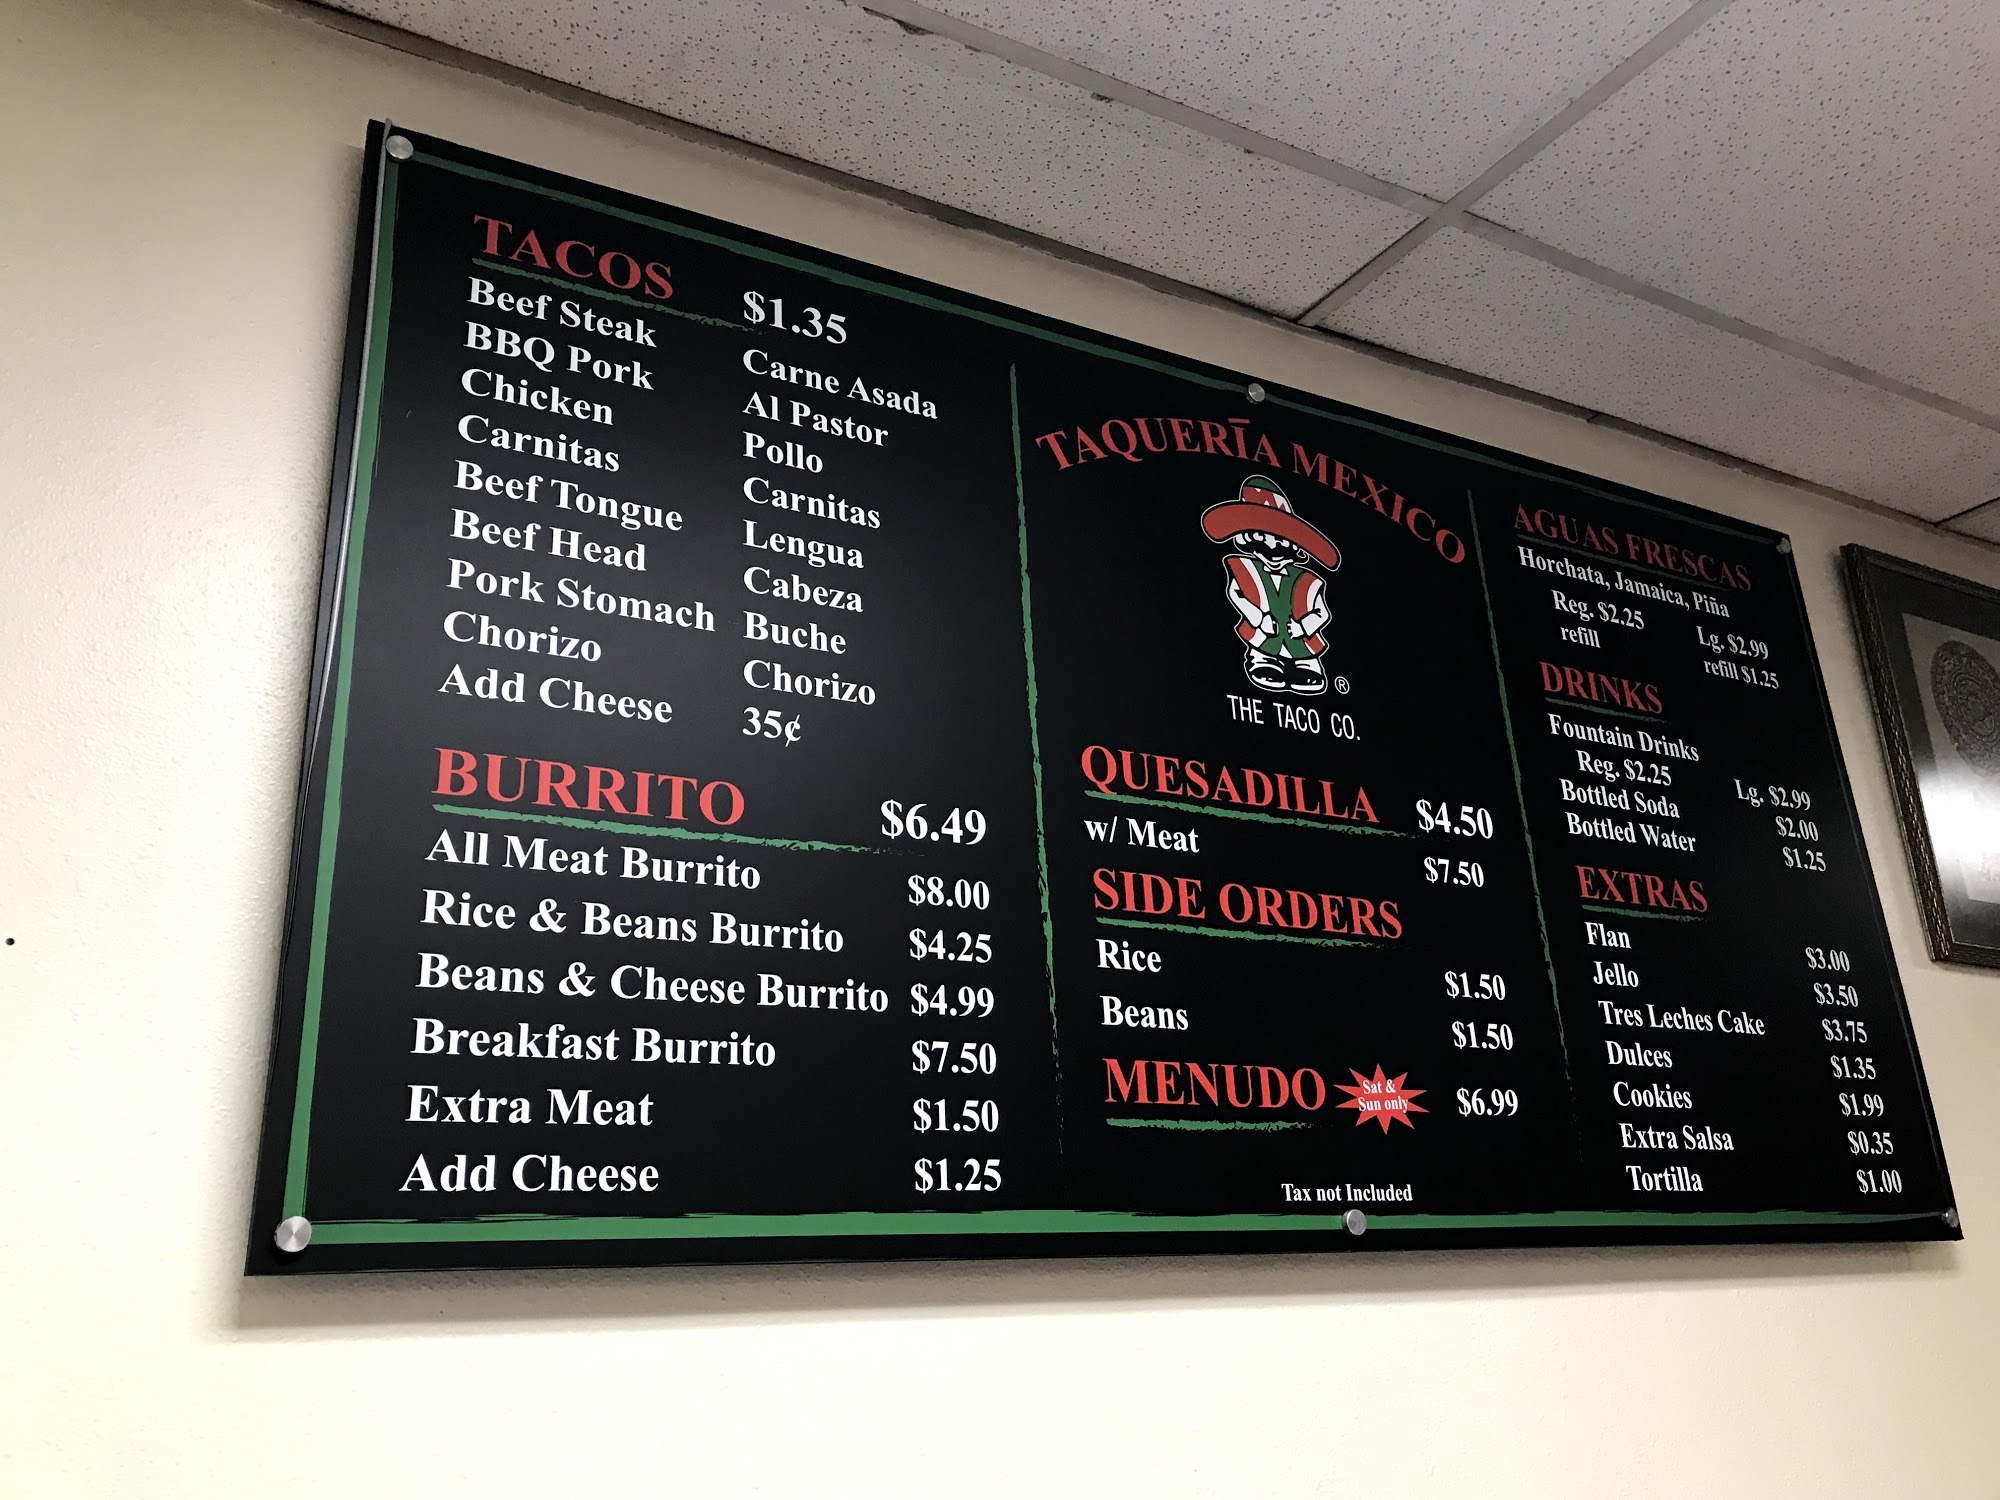 TACOS $1.35
Beef Steak Carne Asada
BBQ Pork Al Pastor
Chicken Pollo
Carnitas Carnitas
Beef Tongue Lengua
Beef Head Cabeza
Pork Stomach Buche
Chorizo Chorizo
Add Cheese 35¢
BURRITO $6.49
All Meat Burrito $8.00
Rice & Beans Burrito $4.25
Beans & Cheese Burrito $4.99
Breakfast Burrito $7.50
Extra Meat $1.50
Add Cheese $1.25
TAQUERĪA MEXICO
®
THE TACO CO.
QUESADILLA $4.50
w/ Meat $7.50
SIDE ORDERS
Rice $1.50
Beans $1.50
MENUDO Sat & $6.99
Sun only
Tax not Included
AGUAS FRESCAS
Horchata, Jamaica, Piña
Reg. $2.25 Lg. $2.99
refill refill $1.25
DRINKS
Fountain Drinks
Reg. $2.25 Lg. $2.99
Bottled Soda $2.00
Bottled Water $1.25
EXTRAS
Flan $3.00
Jello $3.50
Tres Leches Cake $3.75
Dulces $1.35
Cookies $1.99
Extra Salsa $0.35
Tortilla $1.00